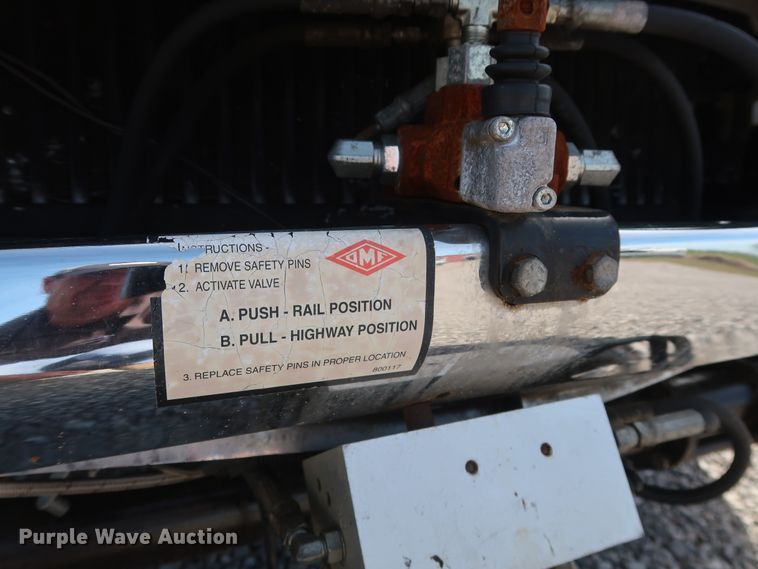 INSTRUCTIONS -
1. REMOVE SAFETY PINS
2. ACTIVATE VALVE
DMF
A. PUSH - RAIL POSITION
B. PULL - HIGHWAY POSITION
3. REPLACE SAFETY PINS IN PROPER LOCATION
800117
Purple Wave Auction